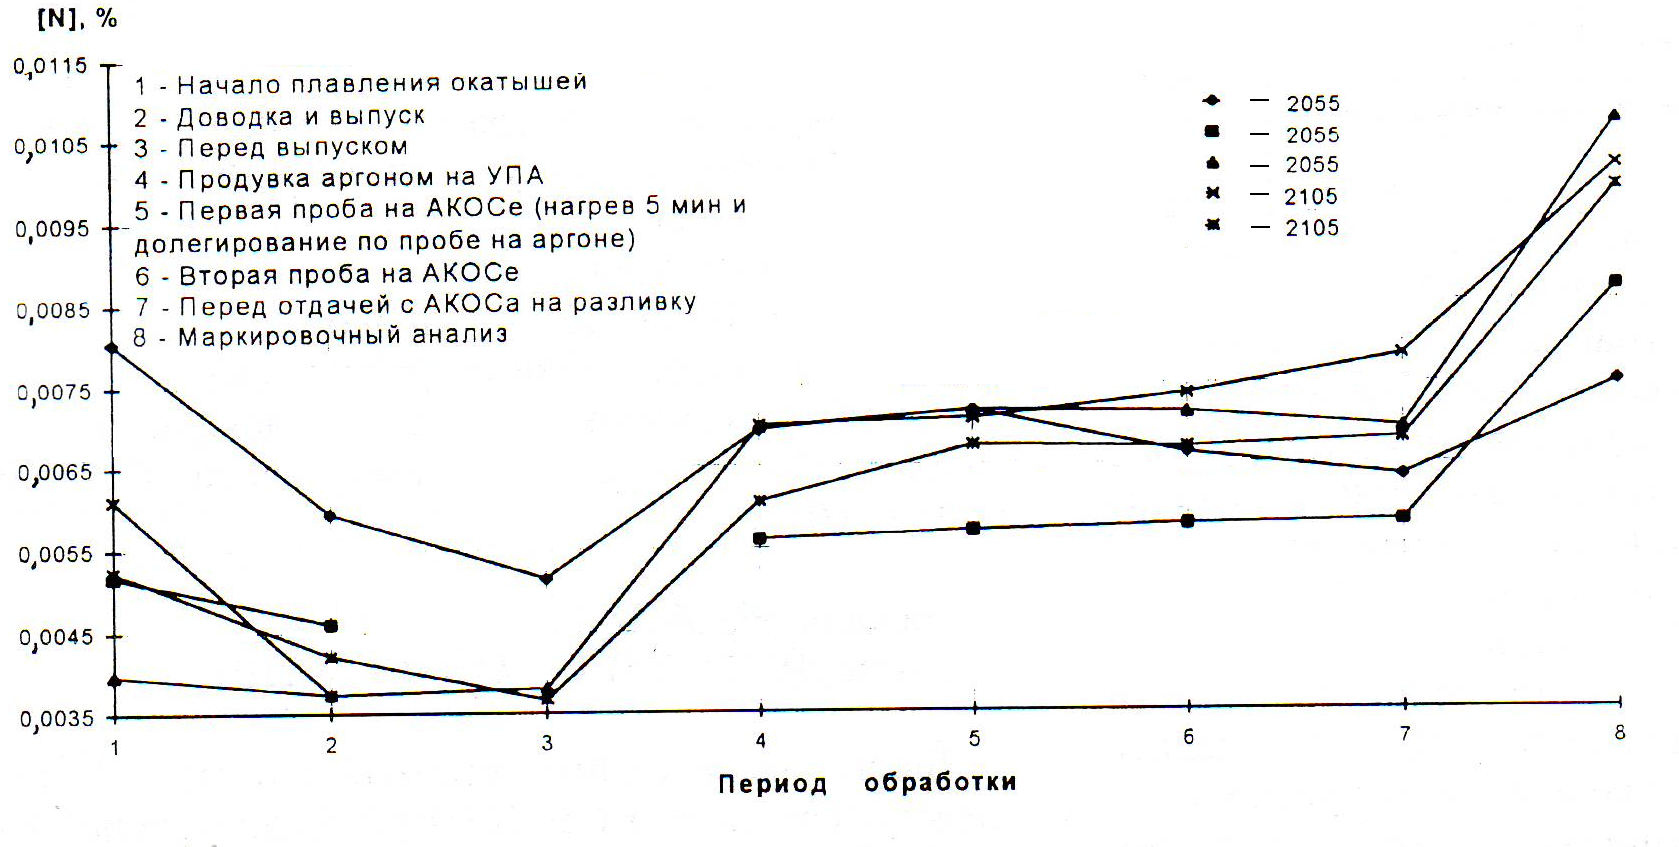 [N], %
0,0115
0,0105
0,0095
0,0085
0,0075
0,0065
0,0055
0,0045
0,0035
1 - Начало плавления окатышей
2 - Доводка и выпуск
3 - Перед выпуском
4 - Продувка аргоном на УПА
5 - Первая проба на АКОСе (нагрев 5 мин и
долегирование по пробе на аргоне)
6 - Вторая проба на АКОСе
7 - Перед отдачей с АКОСа на разливку
8 - Маркировочный анализ
— 2055
— 2055
— 2055
— 2105
— 2105
1 2 3 4 5 6 7 8
Период обработки